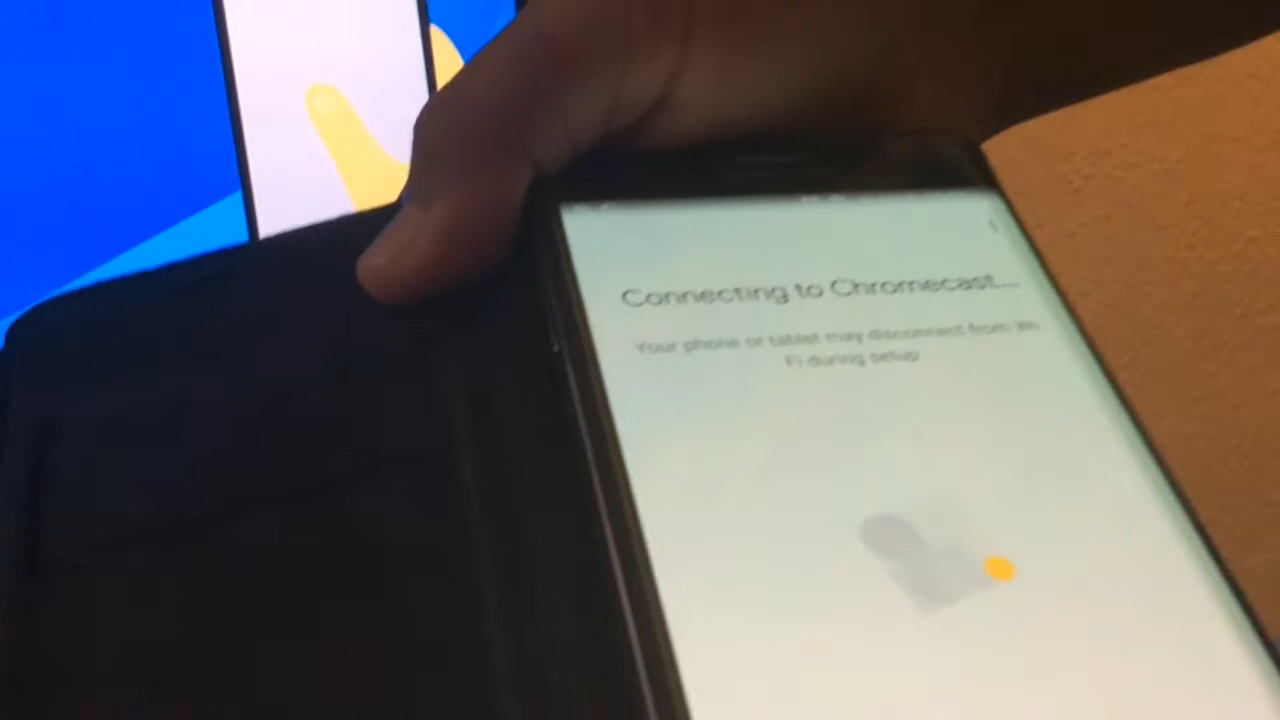 Connecting to Chromecast...
Your phone or tablet may disconnect from Wi-
Fi during setup